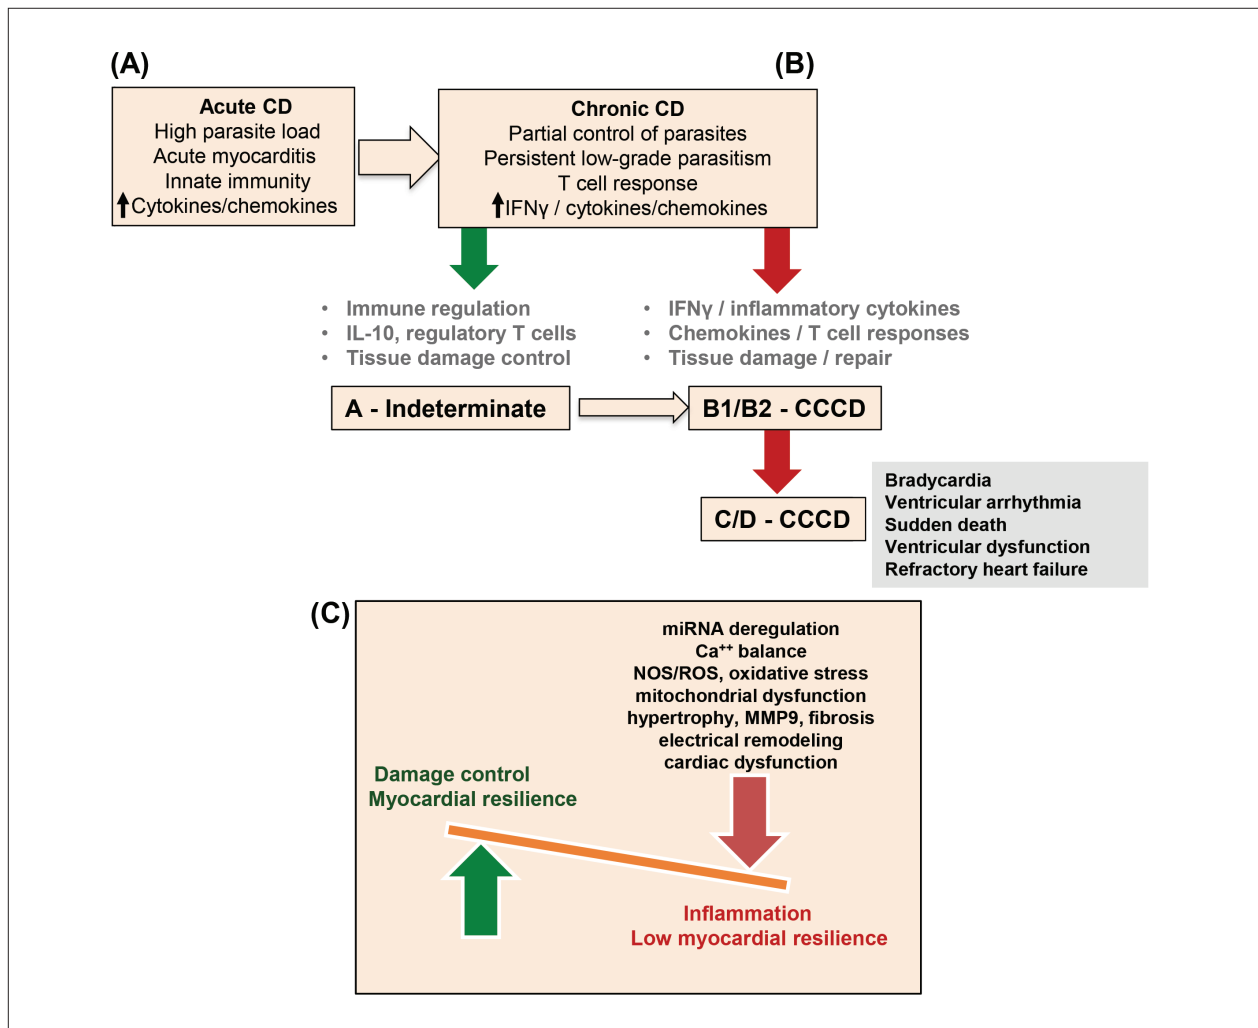 (A)
Acute CD
High parasite load
Acute myocarditis
Innate immunity
Cytokines/chemokines
(B)
Chronic CD
Partial control of parasites
Persistent low-grade parasitism
T cell response
IFNγ / cytokines/chemokines
• Immune regulation
• IL-10, regulatory T cells
• Tissue damage control
• IFNγ / inflammatory cytokines
• Chemokines / T cell responses
• Tissue damage / repair
A - Indeterminate
B1/B2 - CCCD
C/D - CCCD
Bradycardia
Ventricular arrhythmia
Sudden death
Ventricular dysfunction
Refractory heart failure
(C)
miRNA deregulation
Ca⁺⁺ balance
NOS/ROS, oxidative stress
mitochondrial dysfunction
hypertrophy, MMP9, fibrosis
electrical remodeling
cardiac dysfunction
Damage control
Myocardial resilience
Inflammation
Low myocardial resilience